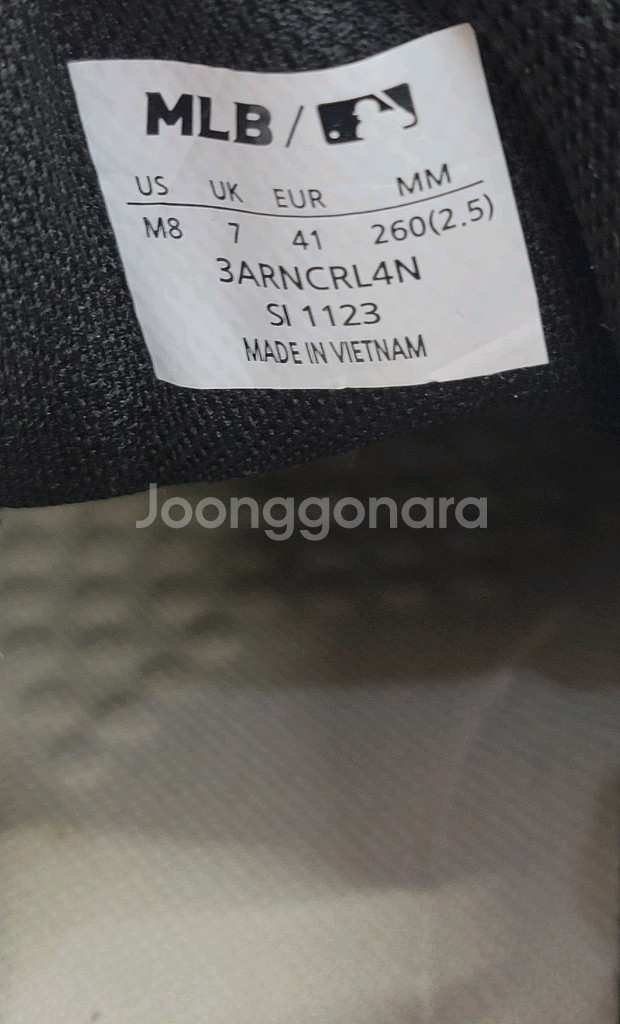 MLB /
US UK EUR MM
M8 7 41 260(2.5)
3ARNCRL4N
SI 1123
MADE IN VIETNAM
Joonggonara